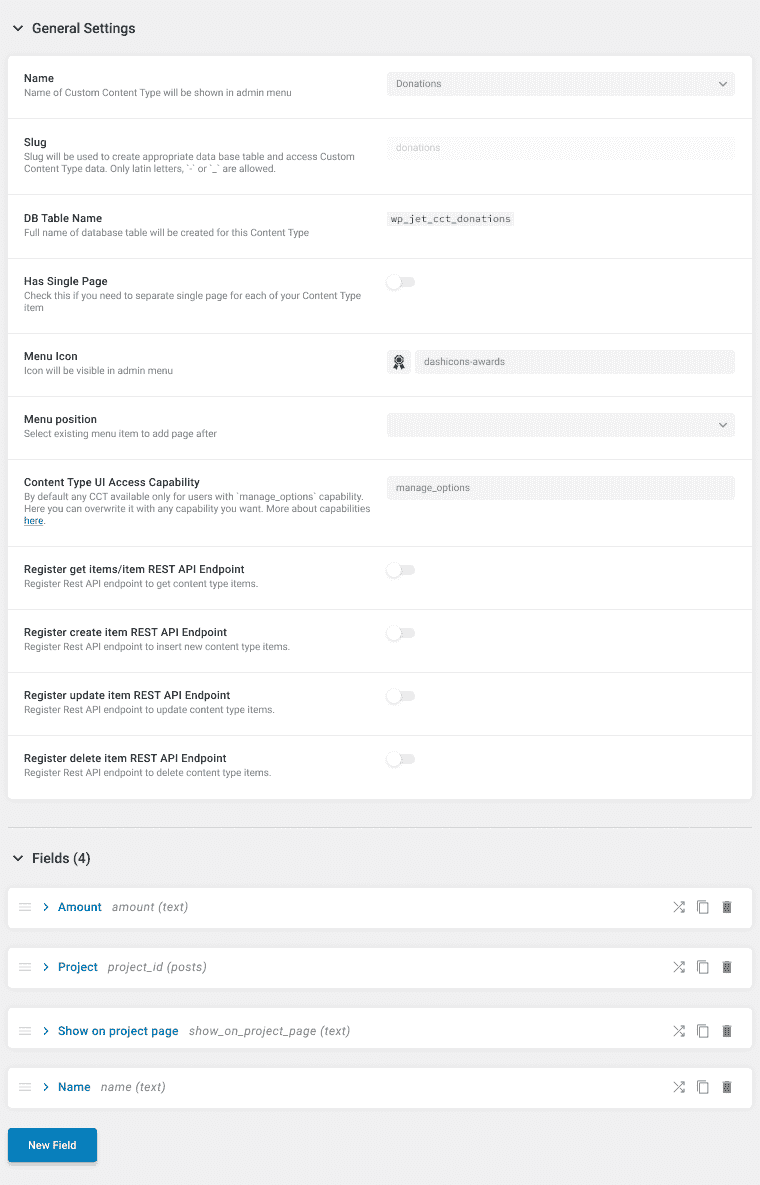 General Settings
Name
Name of Custom Content Type will be shown in admin menu
Donations
Slug
Slug will be used to create appropriate data base table and access Custom
Content Type data. Only latin letters, `-` or `_` are allowed.
donations
DB Table Name
Full name of database table will be created for this Content Type
wp_jet_cct_donations
Has Single Page
Check this if you need to separate single page for each of your Content Type
item
Menu Icon
Icon will be visible in admin menu
dashicons-awards
Menu position
Select existing menu item to add page after
Content Type UI Access Capability
By default any CCT available only for users with `manage_options` capability.
Here you can overwrite it with any capability you want. More about capabilities
here.
manage_options
Register get items/item REST API Endpoint
Register Rest API endpoint to get content type items.
Register create item REST API Endpoint
Register Rest API endpoint to insert new content type items.
Register update item REST API Endpoint
Register Rest API endpoint to update content type items.
Register delete item REST API Endpoint
Register Rest API endpoint to delete content type items.
Fields (4)
Amount amount (text)
Project project_id (posts)
Show on project page show_on_project_page (text)
Name name (text)
New Field